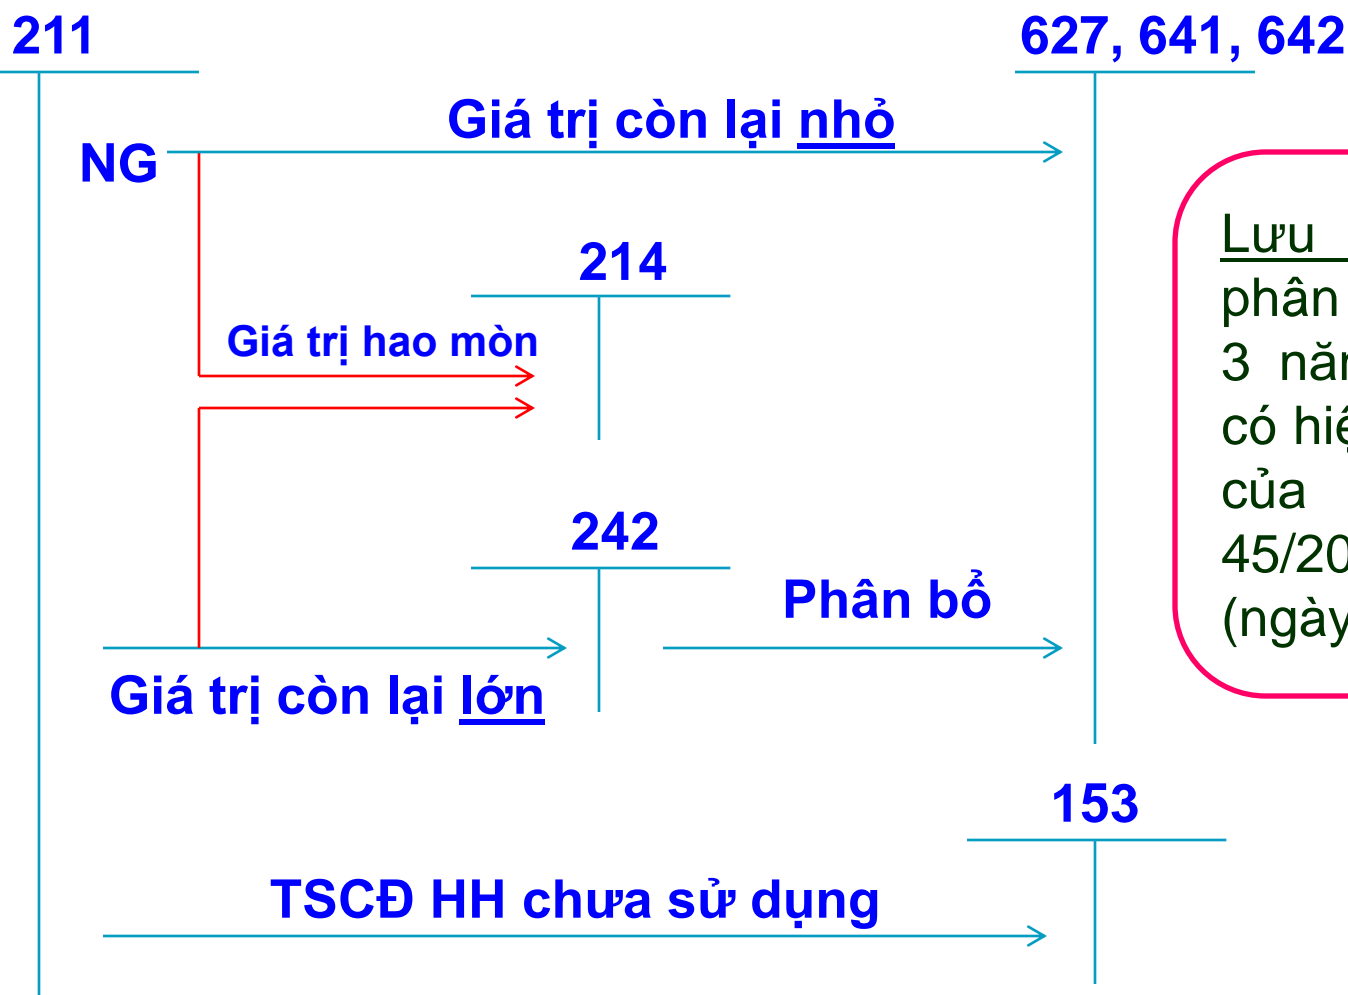 211
627, 641, 642
Giá trị còn lại nhỏ
NG
214
Giá trị hao mòn
242
Phân bổ
Giá trị còn lại lớn
153
TSCĐ HH chưa sử dụng
Lưu
phân
3
có
của
(ngày